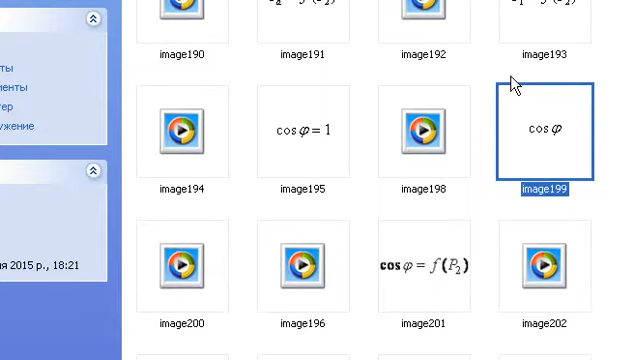 image190 image191 image192 image193
ты
менты
тер
ужение
cos φ = 1
cos φ
image194 image195 image198 image199
я 2015 р., 18:21
cos φ = f(P₂)
image200 image196 image201 image202